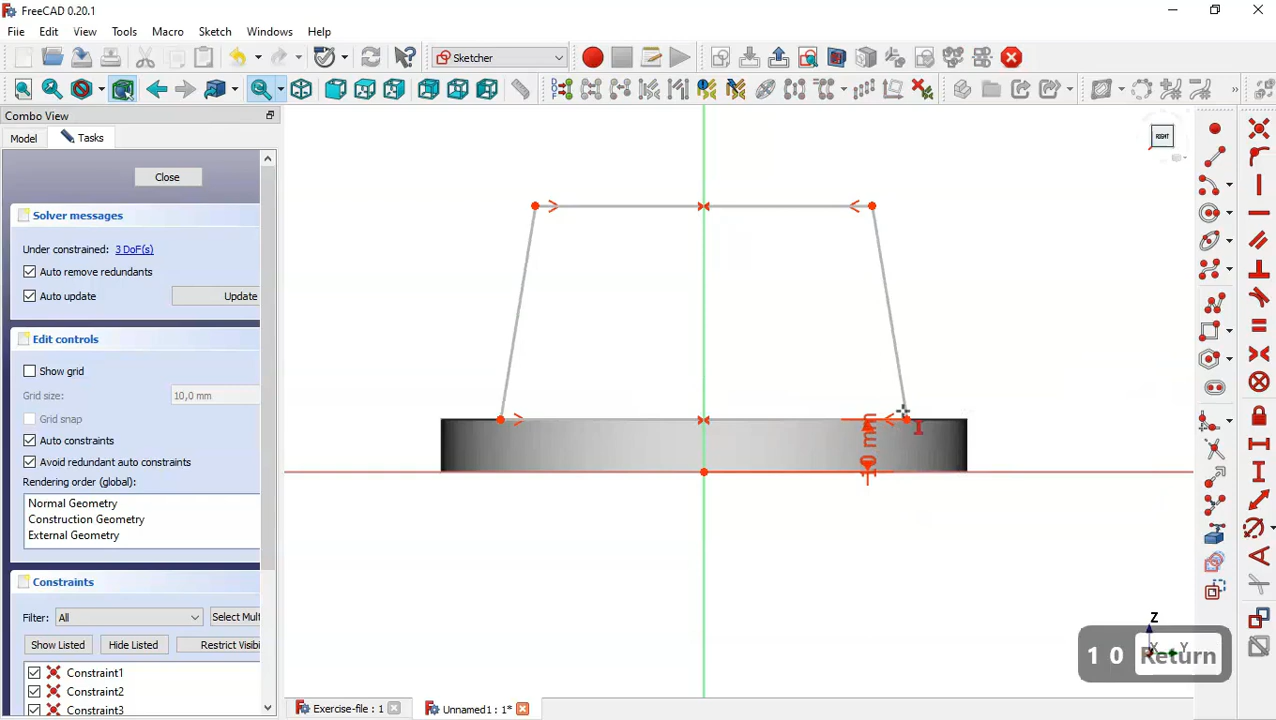 FreeCAD 0.20.1
File Edit View Tools Macro Sketch Windows Help
Sketcher
Combo View
Model Tasks
Close
Solver messages
Under constrained: 3 DoF(s)
Auto remove redundants
Auto update Update
Edit controls
Show grid
Grid size: 10,0 mm
Grid snap
Auto constraints
Avoid redundant auto constraints
Rendering order (global):
Normal Geometry
Construction Geometry
External Geometry
Constraints
Filter: All Select Mult
Show Listed Hide Listed Restrict Visibi
Constraint1
Constraint2
Constraint3
RIGHT
10 mm
Z
X Y
1 0 Return
Exercise-file : 1 Unnamed1 : 1*